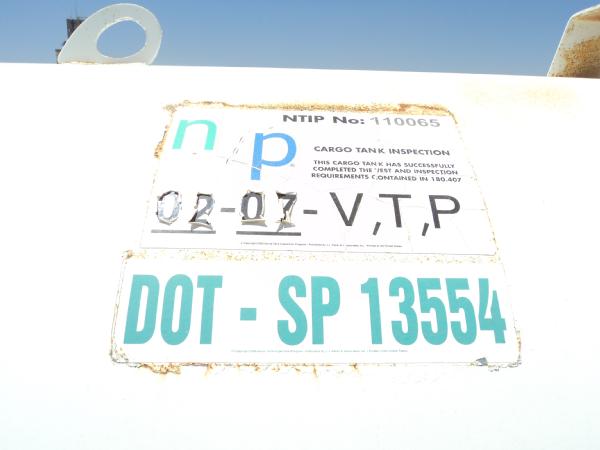 NTIP No: 110065
n p
CARGO TANK INSPECTION
THIS CARGO TANK HAS SUCCESSFULLY
COMPLETED THE TEST AND INSPECTION
REQUIREMENTS CONTAINED IN 180.407
02-07-V,T,P
DOT - SP 13554